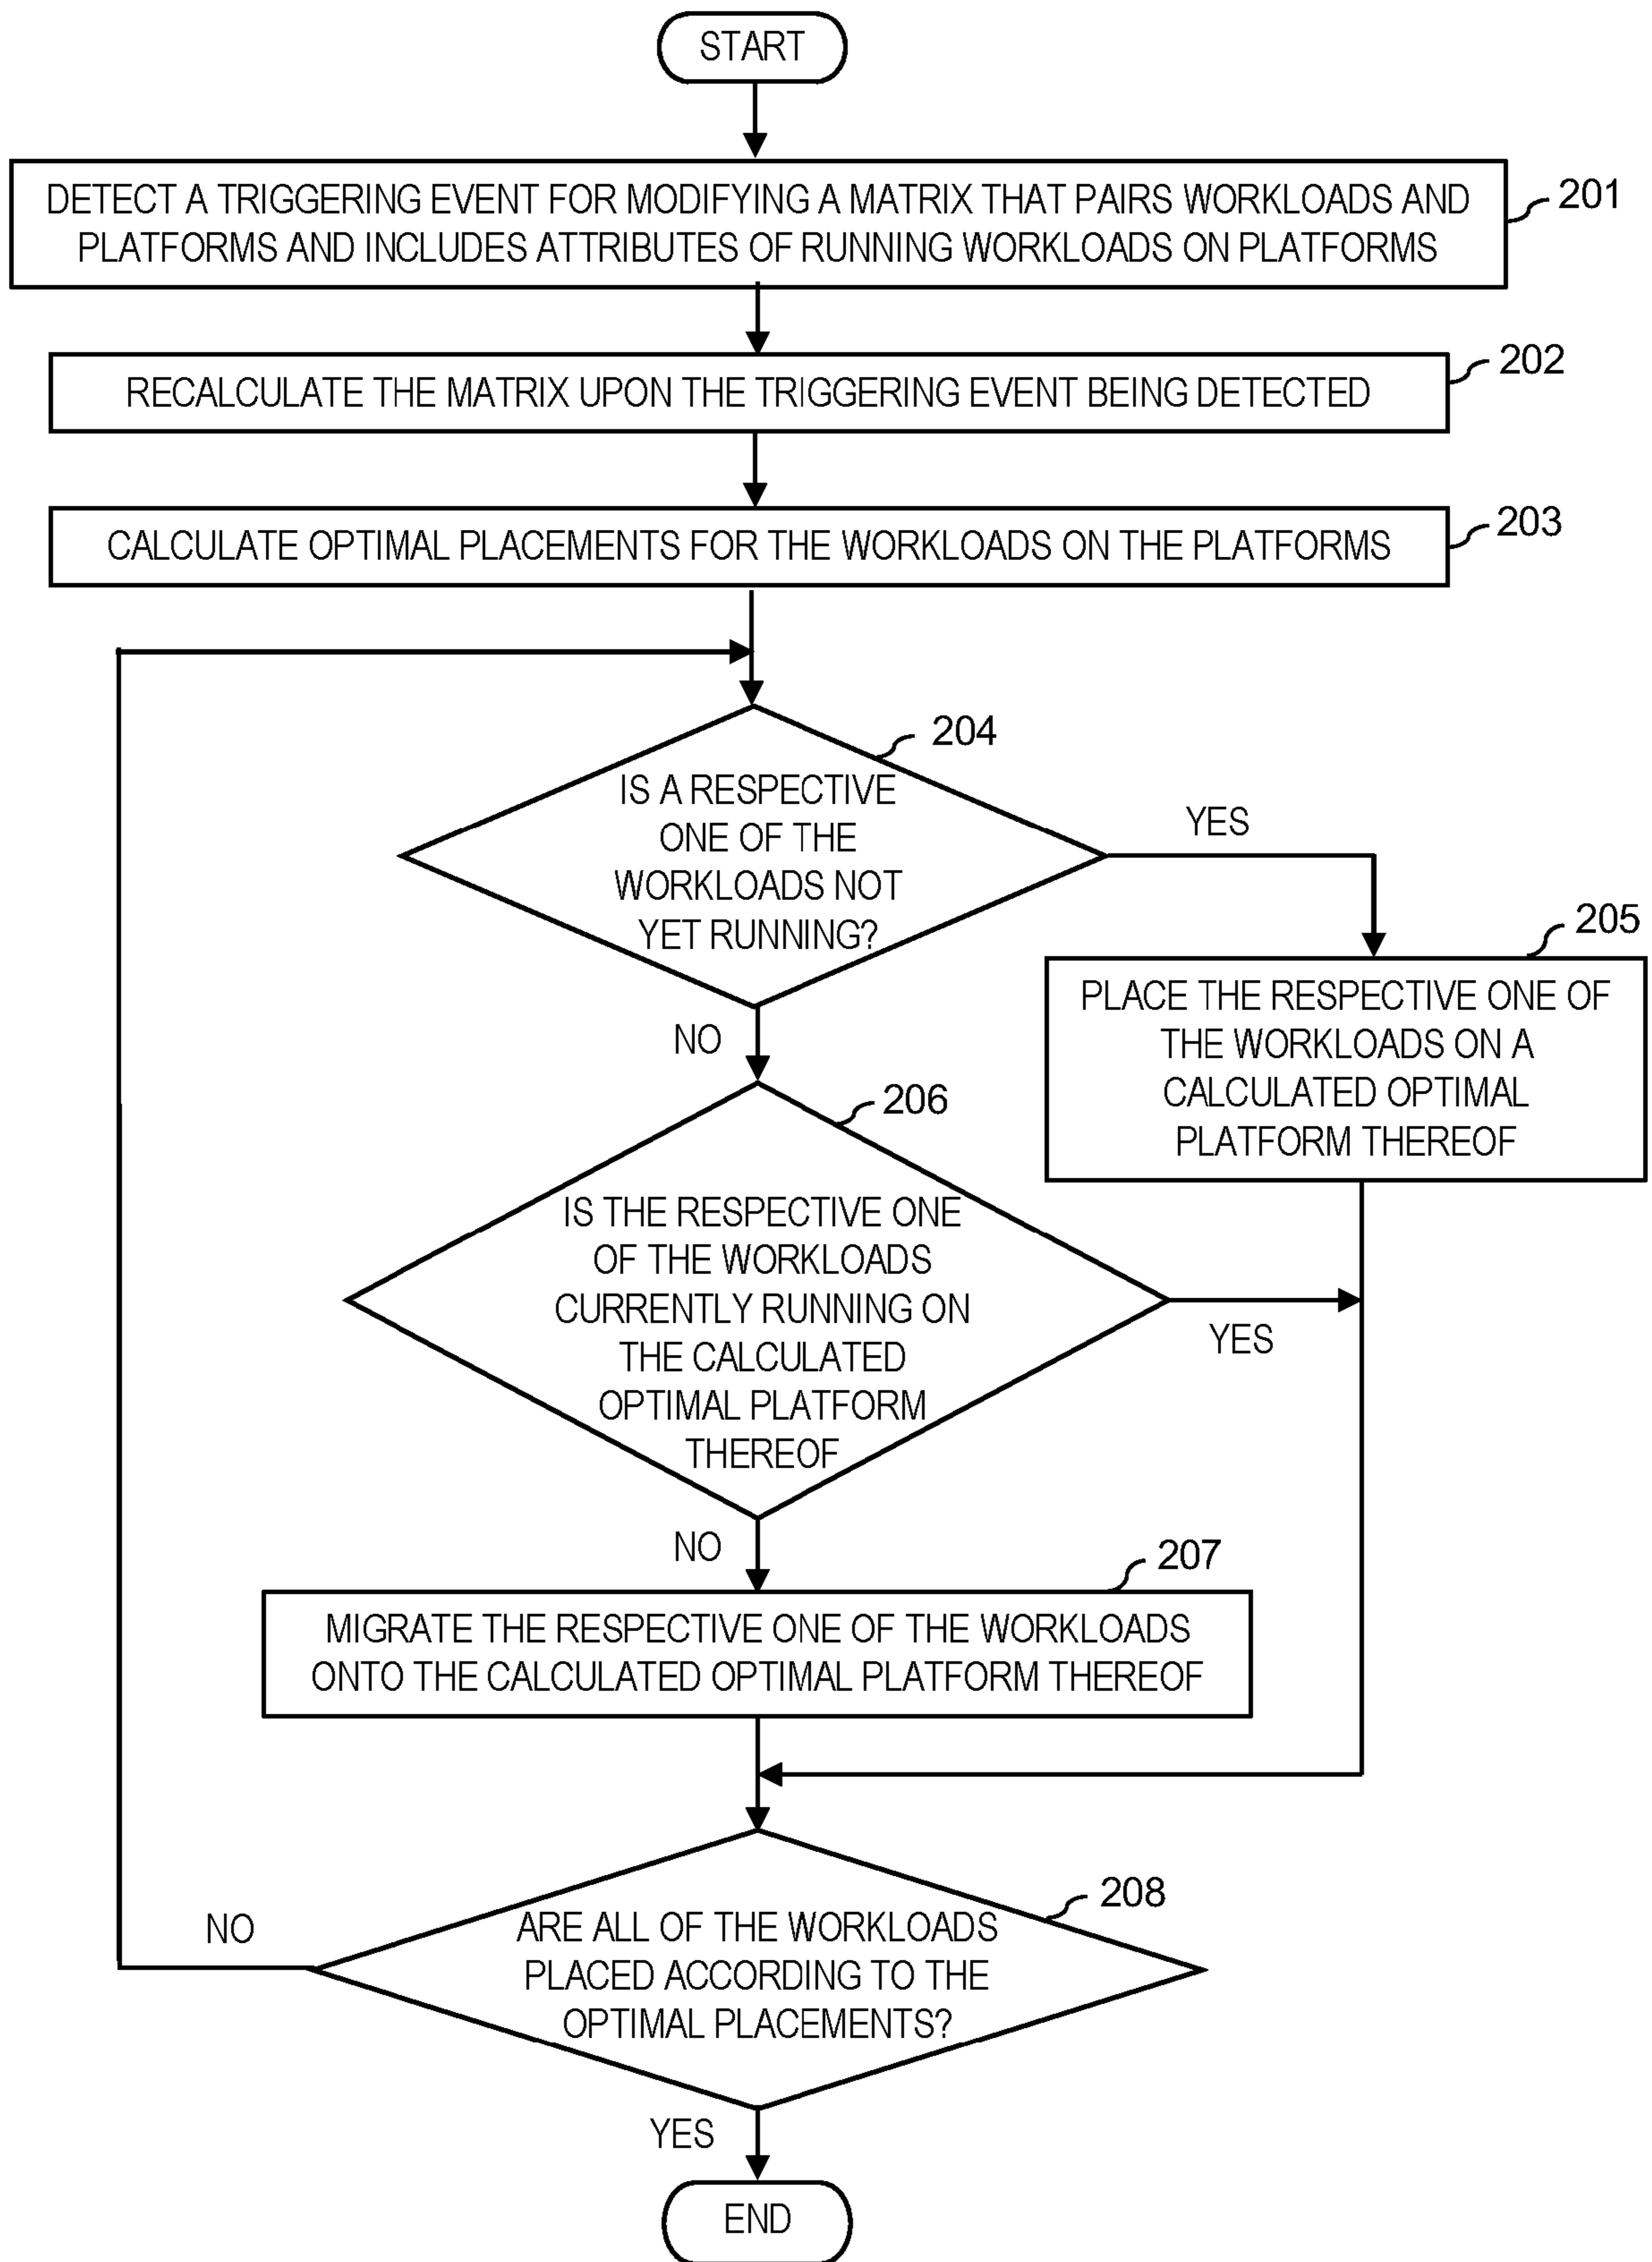 START
DETECT A TRIGGERING EVENT FOR MODIFYING A MATRIX THAT PAIRS WORKLOADS AND
PLATFORMS AND INCLUDES ATTRIBUTES OF RUNNING WORKLOADS ON PLATFORMS
201
RECALCULATE THE MATRIX UPON THE TRIGGERING EVENT BEING DETECTED
202
CALCULATE OPTIMAL PLACEMENTS FOR THE WORKLOADS ON THE PLATFORMS
203
204
IS A RESPECTIVE
ONE OF THE
WORKLOADS NOT
YET RUNNING?
YES
205
PLACE THE RESPECTIVE ONE OF
THE WORKLOADS ON A
CALCULATED OPTIMAL
PLATFORM THEREOF
NO
206
IS THE RESPECTIVE ONE
OF THE WORKLOADS
CURRENTLY RUNNING ON
THE CALCULATED
OPTIMAL PLATFORM
THEREOF
YES
NO
207
MIGRATE THE RESPECTIVE ONE OF THE WORKLOADS
ONTO THE CALCULATED OPTIMAL PLATFORM THEREOF
208
ARE ALL OF THE WORKLOADS
PLACED ACCORDING TO THE
OPTIMAL PLACEMENTS?
NO
YES
END